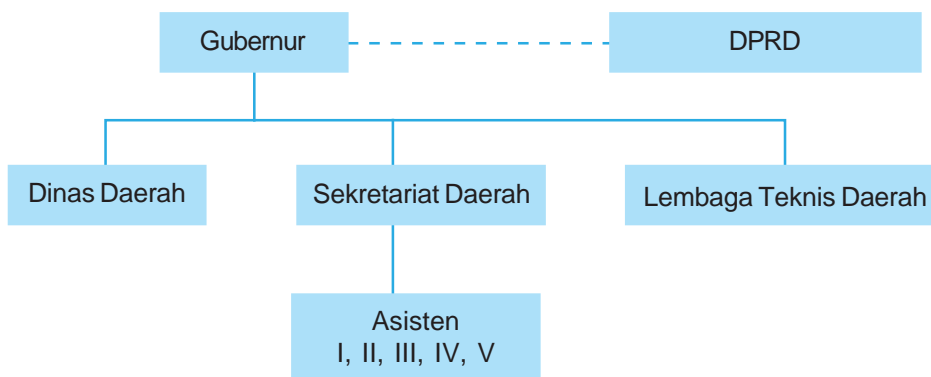 Gubernur
DPRD
Dinas Daerah
Sekretariat Daerah
Lembaga Teknis Daerah
Asisten
I, II, III, IV, V